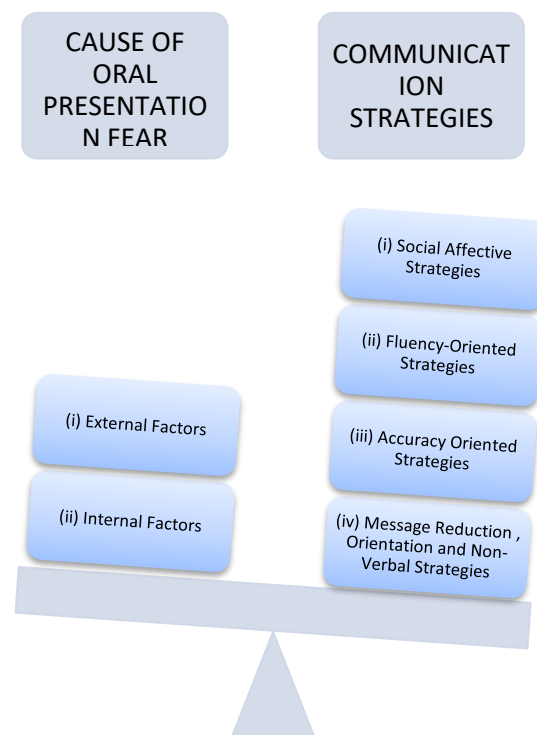 CAUSE OF
ORAL
PRESENTATIO
N FEAR
COMMUNICAT
ION
STRATEGIES
(i) External Factors
(ii) Internal Factors
(i) Social Affective
Strategies
(ii) Fluency-Oriented
Strategies
(iii) Accuracy Oriented
Strategies
(iv) Message Reduction ,
Orientation and Non-
Verbal Strategies